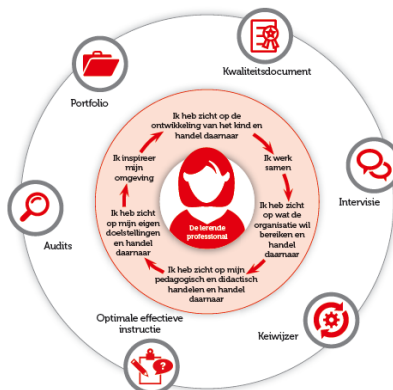 Kwaliteitsdocument
Portfolio
Ik heb zicht op de
ontwikkeling van het kind en
handel daarnaar
Ik inspireer
mijn
omgeving
Ik werk
samen
Intervisie
Ik heb zicht
op mijn eigen
doelstellingen
en handel
daarnaar
De lerende
professional
Ik heb zicht
op wat de
organisatie wil
bereiken en
handel
daarnaar
Audits
Ik heb zicht op mijn
pedagogisch en didactisch
handelen en handel
daarnaar
Optimale effectieve
instructie
Keiwijzer
?